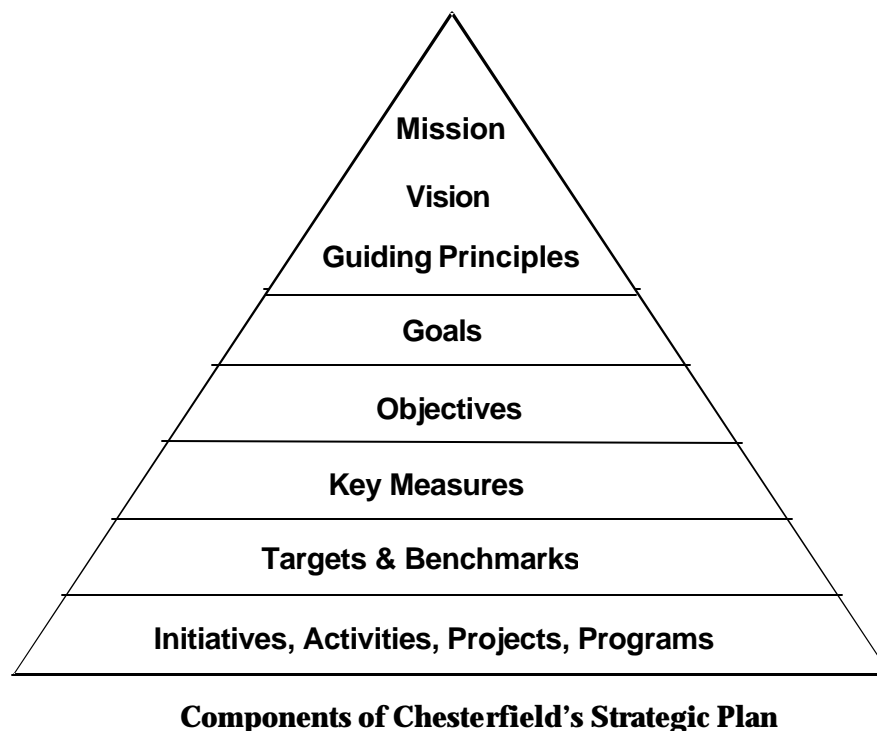 Mission
Vision
Guiding Principles
Goals
Objectives
Key Measures
Targets & Benchmarks
Initiatives, Activities, Projects, Programs
Components of Chesterfield’s Strategic Plan